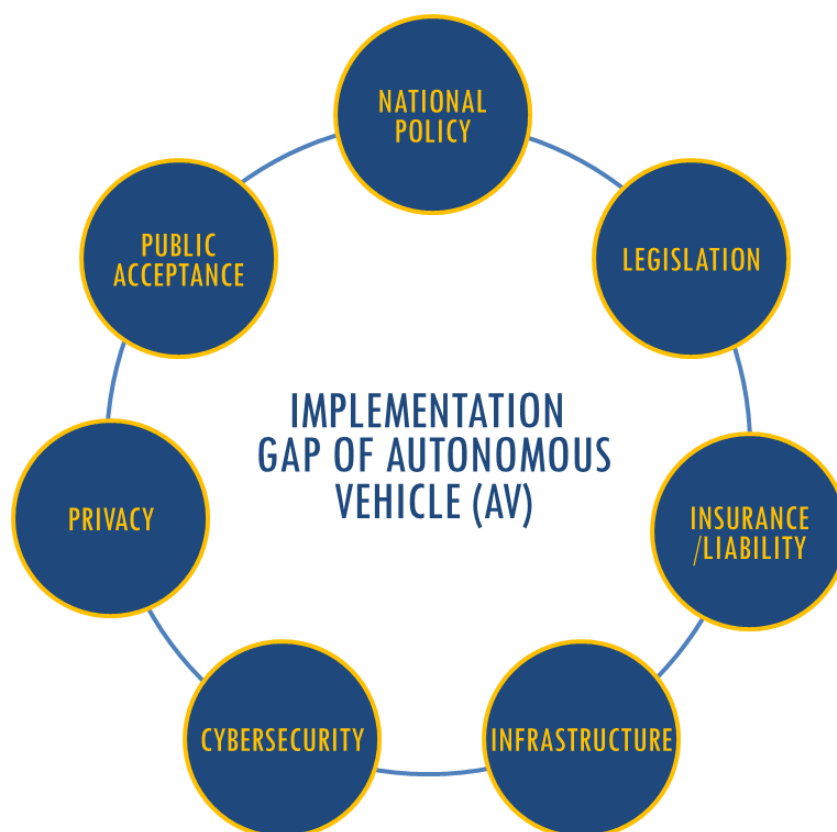 NATIONAL
POLICY
LEGISLATION
INSURANCE
/LIABILITY
INFRASTRUCTURE
CYBERSECURITY
PRIVACY
PUBLIC
ACCEPTANCE
IMPLEMENTATION
GAP OF AUTONOMOUS
VEHICLE (AV)